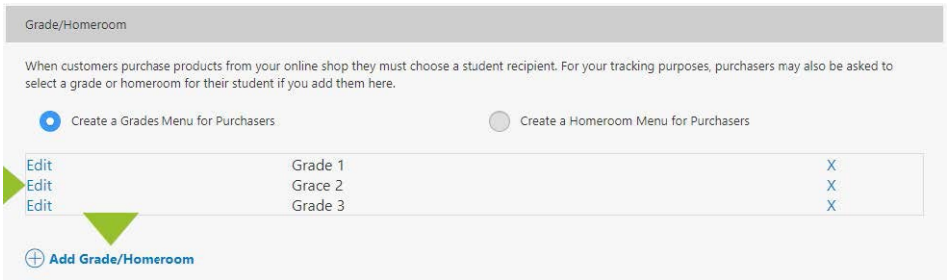 Grade/Homeroom
When customers purchase products from your online shop they must choose a student recipient. For your tracking purposes, purchasers may also be asked to
select a grade or homeroom for their student if you add them here.
Create a Grades Menu for Purchasers Create a Homeroom Menu for Purchasers
Edit Grade 1 X
Edit Grace 2 X
Edit Grade 3 X
Add Grade/Homeroom